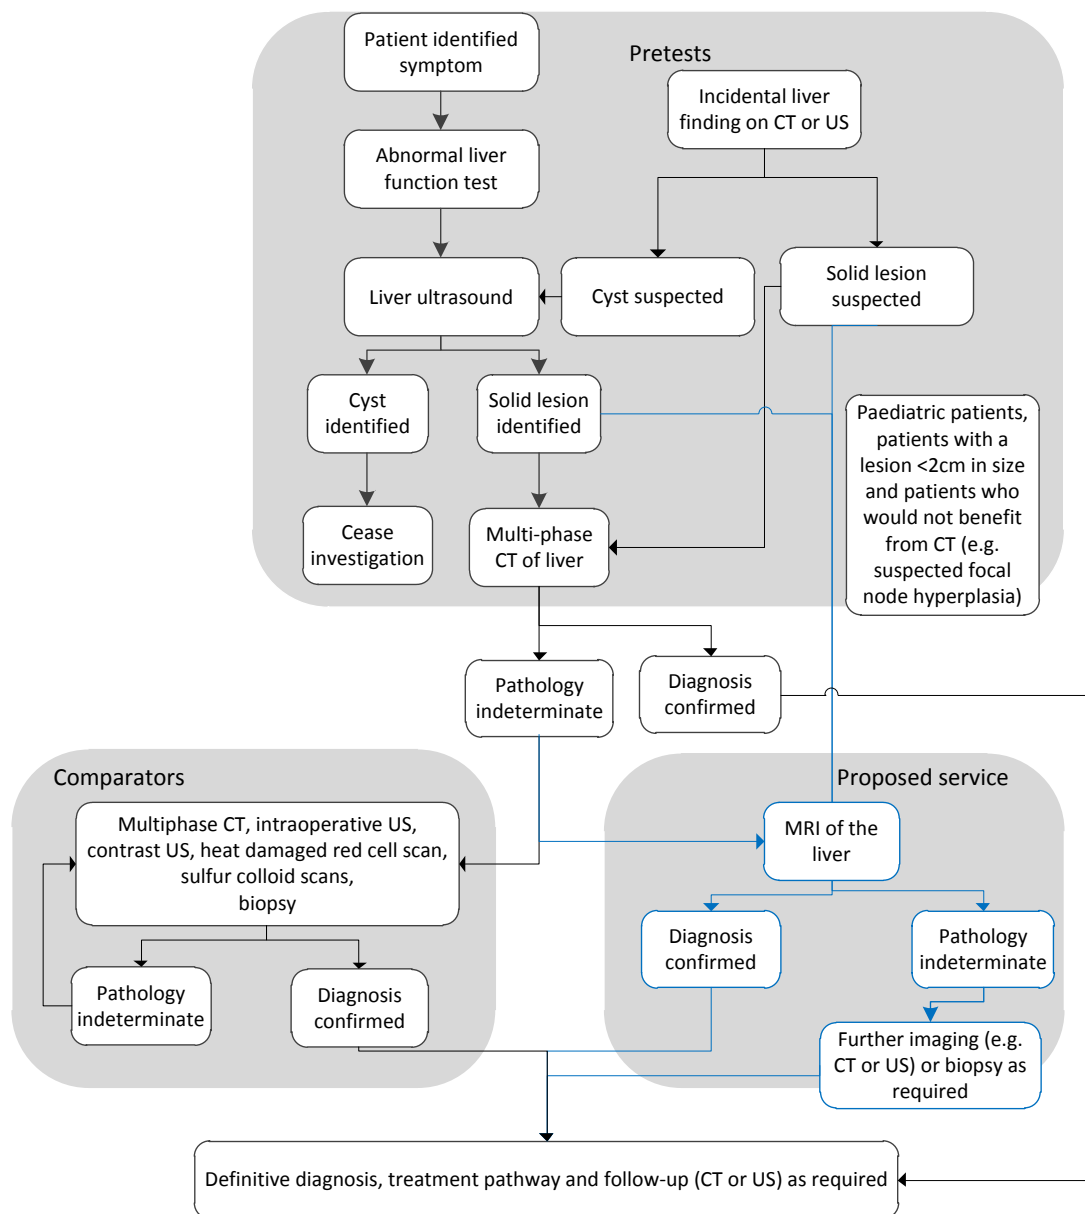 Patient identified
symptom
Pretests
Incidental liver
finding on CT or US
Abnormal liver
function test
Liver ultrasound
Cyst suspected
Solid lesion
suspected
Cyst
identified
Solid lesion
identified
Paediatric patients,
patients with a
lesion <2cm in size
and patients who
would not benefit
from CT (e.g.
suspected focal
node hyperplasia)
Cease
investigation
Multi-phase
CT of liver
Pathology
indeterminate
Diagnosis
confirmed
Comparators
Multiphase CT, intraoperative US,
contrast US, heat damaged red cell scan,
sulfur colloid scans,
biopsy
Pathology
indeterminate
Diagnosis
confirmed
Proposed service
MRI of the
liver
Diagnosis
confirmed
Pathology
indeterminate
Further imaging (e.g.
CT or US) or biopsy as
required
Definitive diagnosis, treatment pathway and follow-up (CT or US) as required